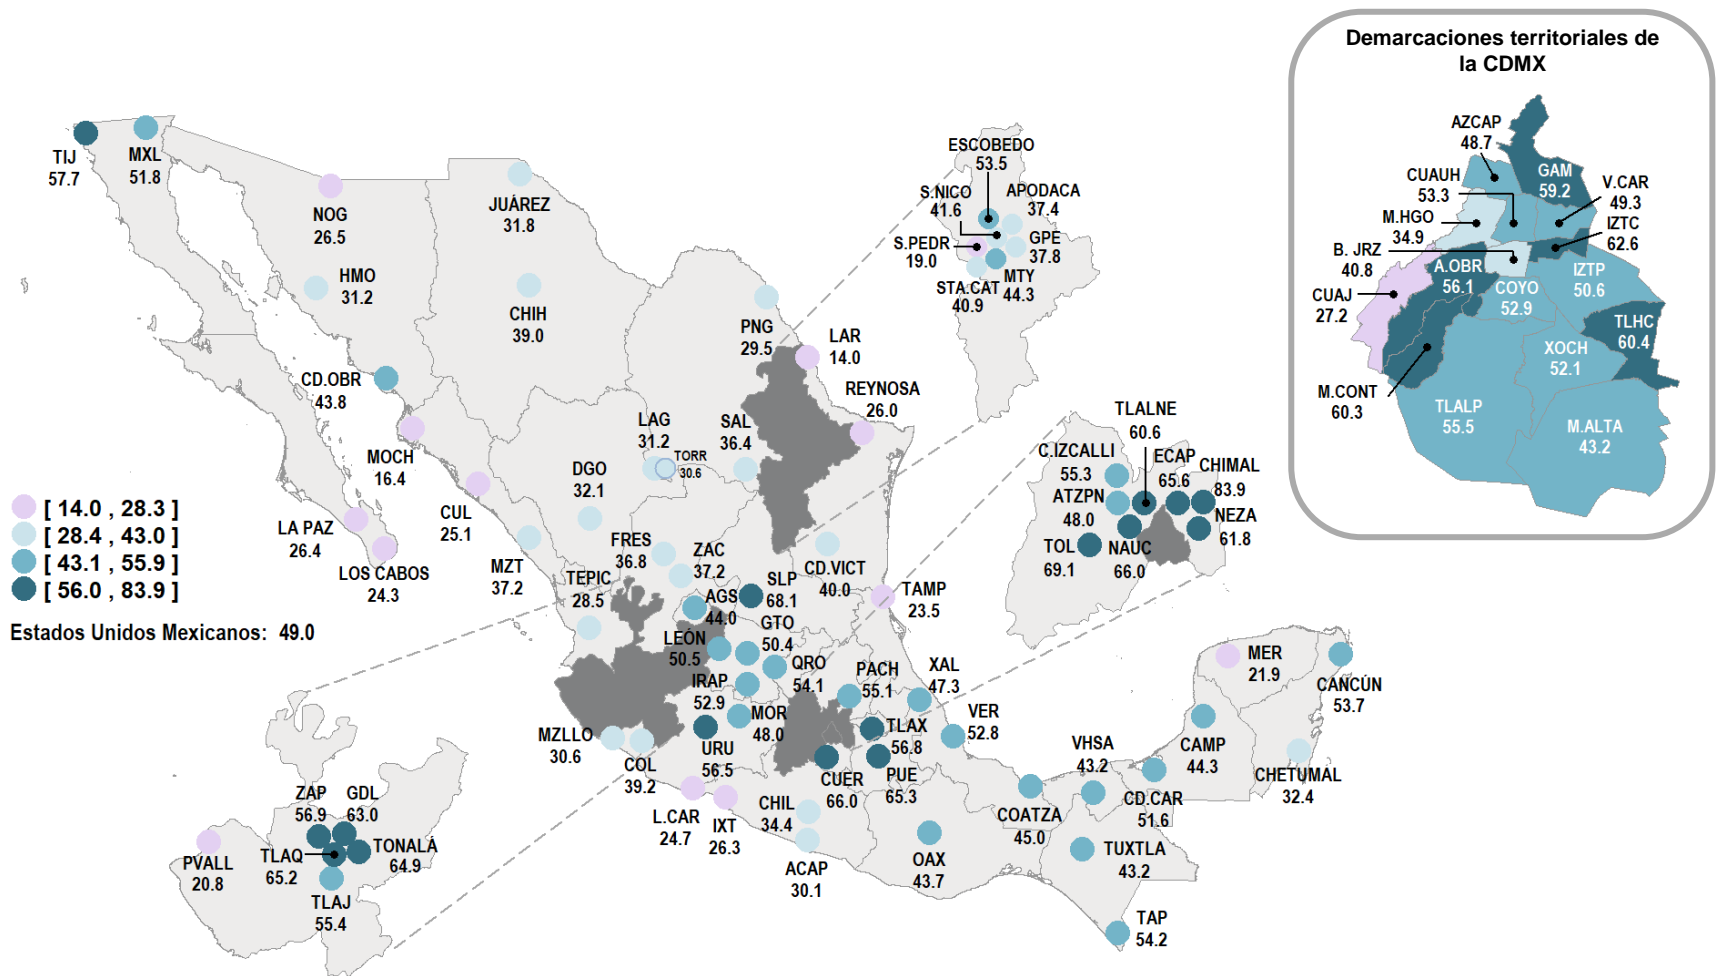 Demarcaciones territoriales de
la CDMX
AZCAP
48.7
GAM
59.2
CUAUH
53.3
V.CAR
49.3
M.HGO
34.9
IZTC
62.6
B. JRZ
40.8
A.OBR
56.1
IZTP
50.6
CUAJ
27.2
COYO
52.9
TLHC
60.4
XOCH
52.1
M.CONT
60.3
TLALP
55.5
M.ALTA
43.2
TIJ
57.7
MXL
51.8
NOG
26.5
JUÁREZ
31.8
HMO
31.2
CHIH
39.0
CD.OBR
43.8
MOCH
16.4
CUL
25.1
LA PAZ
26.4
LOS CABOS
24.3
MZT
37.2
DGO
32.1
LAG
31.2
TORR
30.6
SAL
36.4
PNG
29.5
LAR
14.0
REYNOSA
26.0
ESCOBEDO
53.5
S.NICO
41.6
APODACA
37.4
S.PEDR
19.0
GPE
37.8
STA.CAT
40.9
MTY
44.3
TLALNE
60.6
C.IZCALLI
55.3
ECAP
65.6
CHIMAL
83.9
ATZPN
48.0
NEZA
61.8
TOL
69.1
NAUC
66.0
[ 14.0 , 28.3 ]
[ 28.4 , 43.0 ]
[ 43.1 , 55.9 ]
[ 56.0 , 83.9 ]
Estados Unidos Mexicanos: 49.0
FRES
36.8
ZAC
37.2
TEPIC
28.5
AGS
44.0
SLP
68.1
CD.VICT
40.0
TAMP
23.5
LEÓN
50.5
GTO
50.4
QRO
54.1
IRAP
52.9
PACH
55.1
XAL
47.3
MOR
48.0
TLAX
56.8
VER
52.8
MZLLO
30.6
COL
39.2
URU
56.5
CUER
66.0
PUE
65.3
L.CAR
24.7
IXT
26.3
CHIL
34.4
ACAP
30.1
OAX
43.7
COATZA
45.0
VHSA
43.2
CD.CAR
51.6
TUXTLA
43.2
TAP
54.2
MER
21.9
CANCÚN
53.7
CAMP
44.3
CHETUMAL
32.4
ZAP
56.9
GDL
63.0
PVALL
20.8
TLAQ
65.2
TONALÁ
64.9
TLAJ
55.4